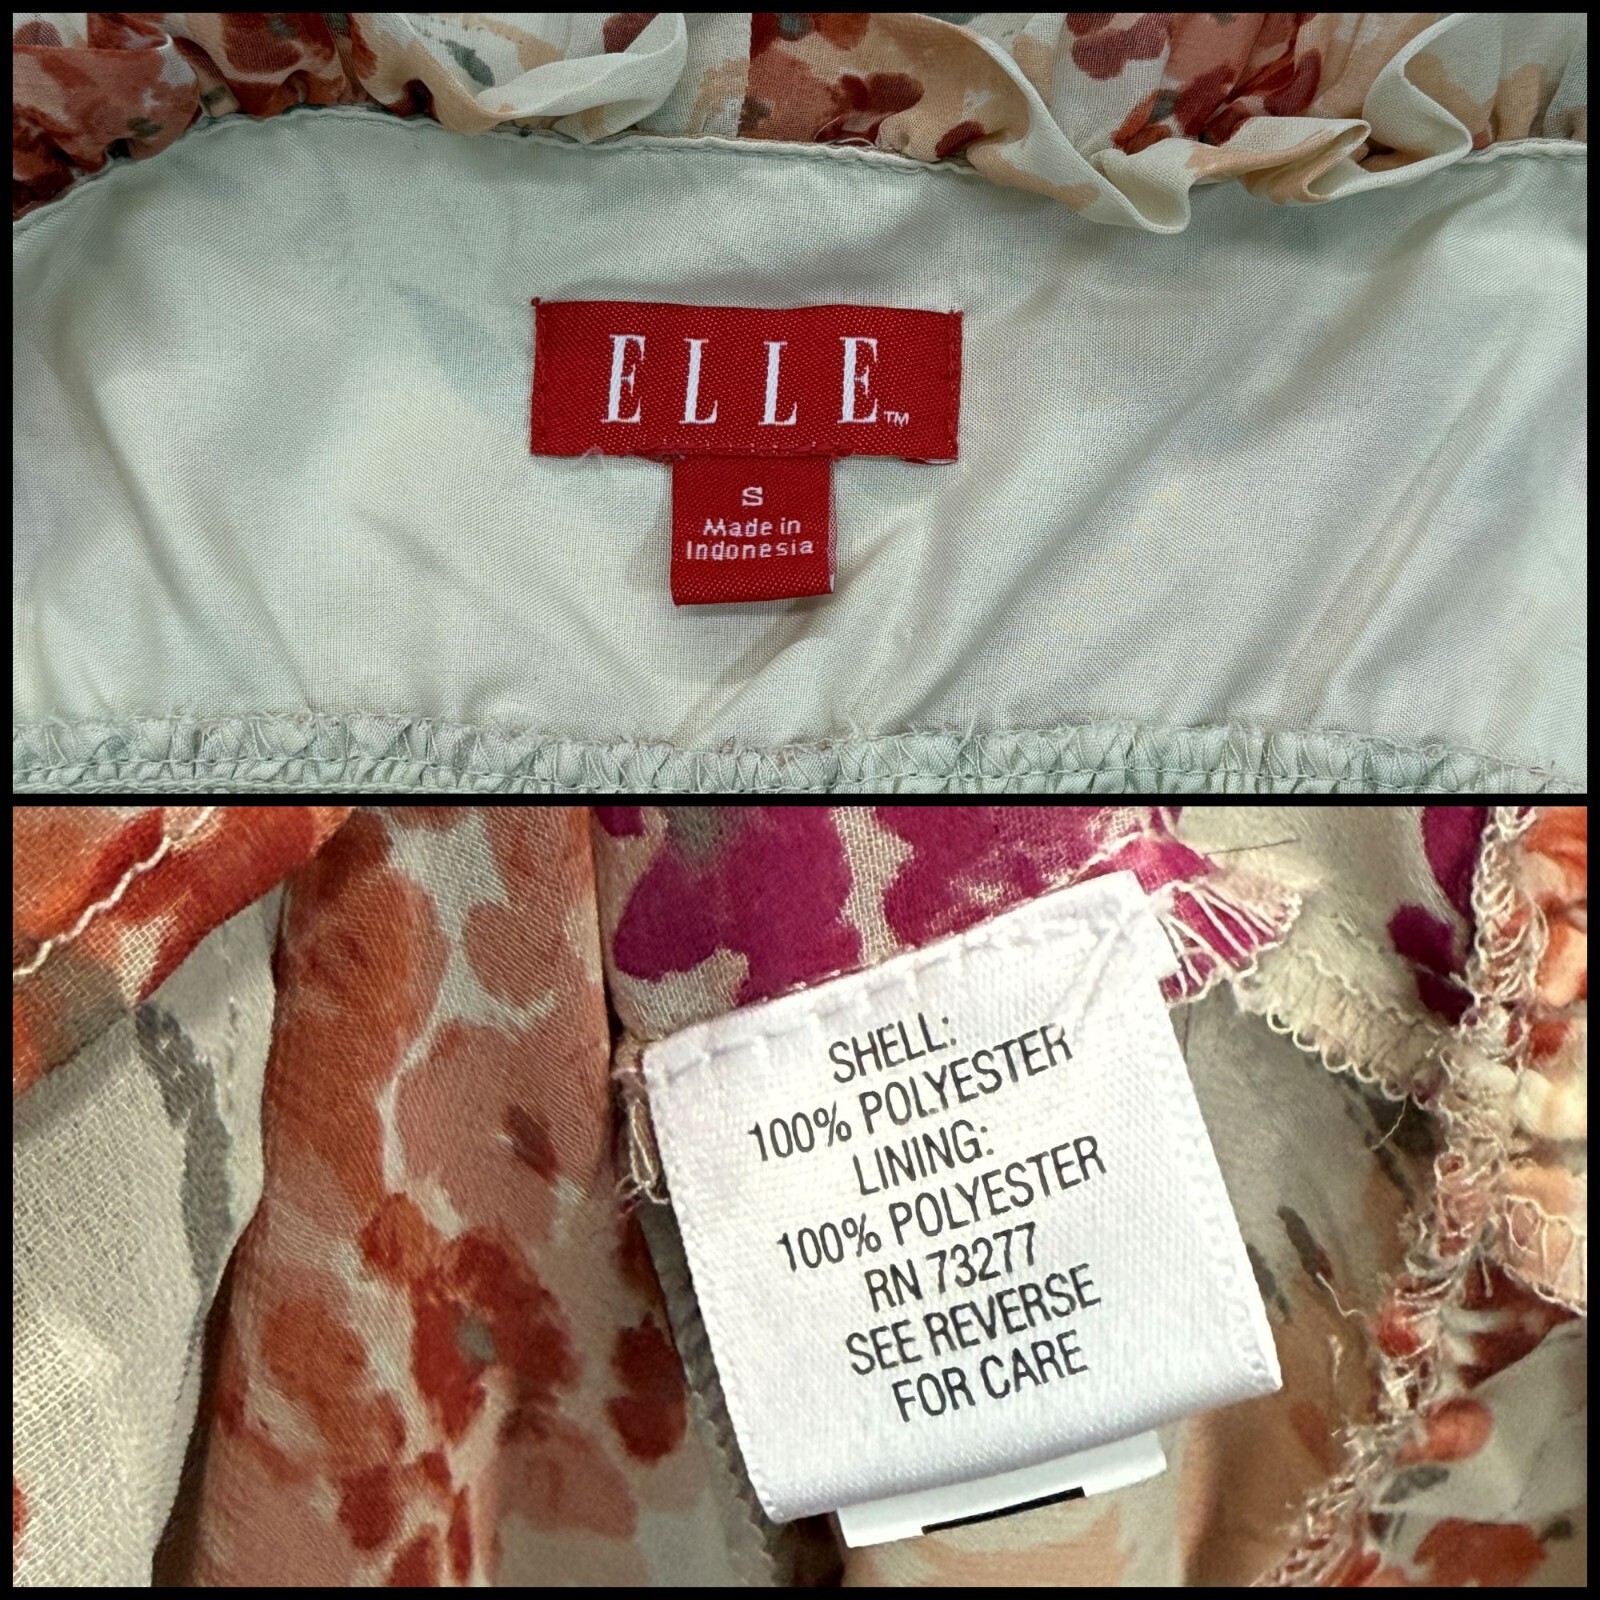 ELLE™
S
Made in
Indonesia
SHELL:
100% POLYESTER
LINING:
100% POLYESTER
RN 73277
SEE REVERSE
FOR CARE